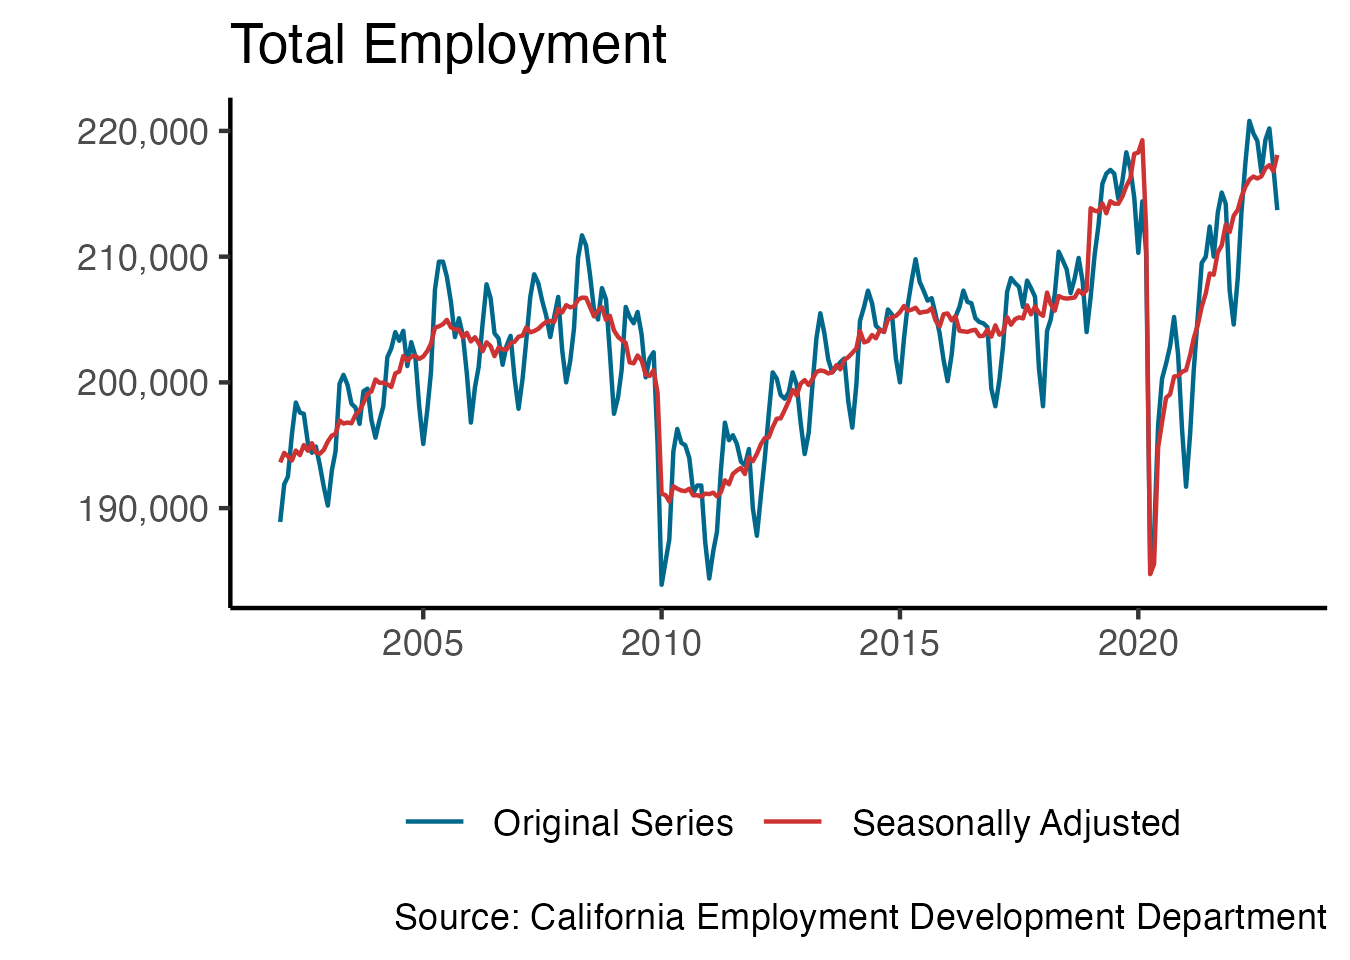 Total Employment
220,000
210,000
200,000
190,000
2005 2010 2015 2020
Original Series Seasonally Adjusted
Source: California Employment Development Department